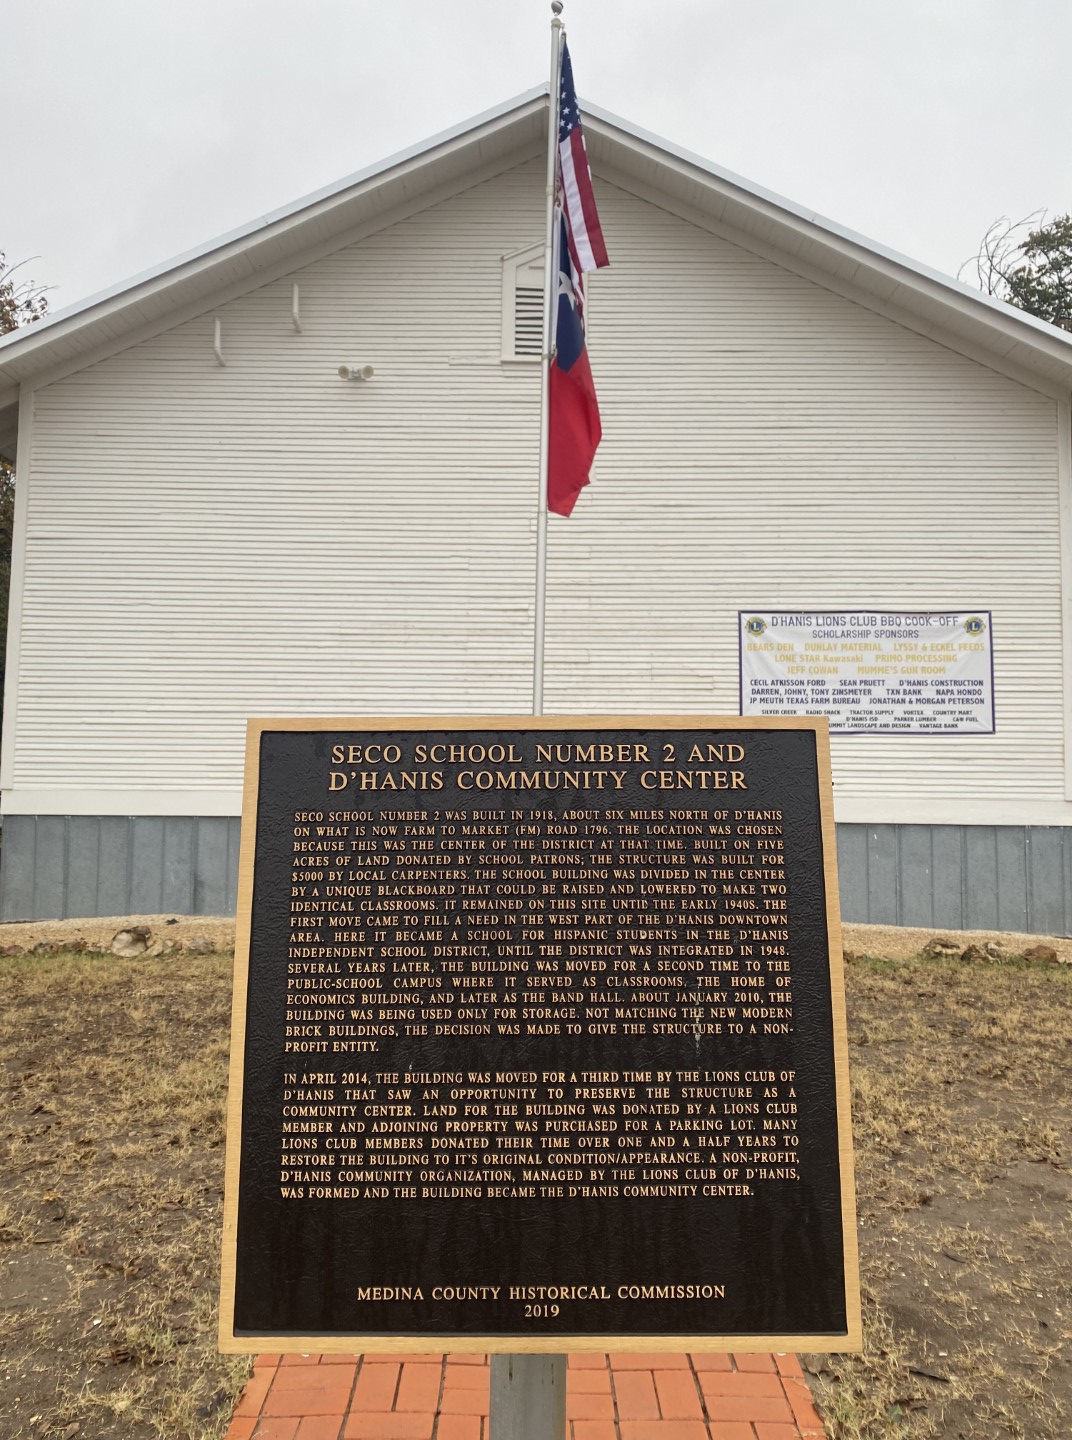 D'HANIS LIONS CLUB BBQ COOK-OFF
SCHOLARSHIP SPONSORS
BEARS DEN DUNLAY MATERIAL LYSSY & ECKEL FEEDS
LONE STAR Kawasaki PRIMO PROCESSING
JEFF COWAN MUMME'S GUN ROOM
CECIL ATKISSON FORD SEAN PRUETT D'HANIS CONSTRUCTION
DARREN, JOHNY, TONY ZINSMEYER TXN BANK NAPA HONDO
JP MEUTH TEXAS FARM BUREAU JONATHAN & MORGAN PETERSON
SILVER CREEK RADIO SHACK TRACTOR SUPPLY VORTEX COUNTRY MART
D'HANIS ISD PARKER LUMBER C&W FUEL
SUMMIT LANDSCAPE AND DESIGN VANTAGE BANK
SECO SCHOOL NUMBER 2 AND
D'HANIS COMMUNITY CENTER
SECO SCHOOL NUMBER 2 WAS BUILT IN 1918, ABOUT SIX MILES NORTH OF D'HANIS
ON WHAT IS NOW FARM TO MARKET (FM) ROAD 1796. THE LOCATION WAS CHOSEN
BECAUSE THIS WAS THE CENTER OF THE DISTRICT AT THAT TIME. BUILT ON FIVE
ACRES OF LAND DONATED BY SCHOOL PATRONS; THE STRUCTURE WAS BUILT FOR
$5000 BY LOCAL CARPENTERS. THE SCHOOL BUILDING WAS DIVIDED IN THE CENTER
BY A UNIQUE BLACKBOARD THAT COULD BE RAISED AND LOWERED TO MAKE TWO
IDENTICAL CLASSROOMS. IT REMAINED ON THIS SITE UNTIL THE EARLY 1940S. THE
FIRST MOVE CAME TO FILL A NEED IN THE WEST PART OF THE D'HANIS DOWNTOWN
AREA. HERE IT BECAME A SCHOOL FOR HISPANIC STUDENTS IN THE D'HANIS
INDEPENDENT SCHOOL DISTRICT, UNTIL THE DISTRICT WAS INTEGRATED IN 1948.
SEVERAL YEARS LATER, THE BUILDING WAS MOVED FOR A SECOND TIME TO THE
PUBLIC-SCHOOL CAMPUS WHERE IT SERVED AS CLASSROOMS, THE HOME OF
ECONOMICS BUILDING, AND LATER AS THE BAND HALL. ABOUT JANUARY 2010, THE
BUILDING WAS BEING USED ONLY FOR STORAGE. NOT MATCHING THE NEW MODERN
BRICK BUILDINGS, THE DECISION WAS MADE TO GIVE THE STRUCTURE TO A NON-
PROFIT ENTITY.
IN APRIL 2014, THE BUILDING WAS MOVED FOR A THIRD TIME BY THE LIONS CLUB OF
D'HANIS THAT SAW AN OPPORTUNITY TO PRESERVE THE STRUCTURE AS A
COMMUNITY CENTER. LAND FOR THE BUILDING WAS DONATED BY A LIONS CLUB
MEMBER AND ADJOINING PROPERTY WAS PURCHASED FOR A PARKING LOT. MANY
LIONS CLUB MEMBERS DONATED THEIR TIME OVER ONE AND A HALF YEARS TO
RESTORE THE BUILDING TO IT'S ORIGINAL CONDITION/APPEARANCE. A NON-PROFIT,
D'HANIS COMMUNITY ORGANIZATION, MANAGED BY THE LIONS CLUB OF D'HANIS,
WAS FORMED AND THE BUILDING BECAME THE D'HANIS COMMUNITY CENTER.
MEDINA COUNTY HISTORICAL COMMISSION
2019